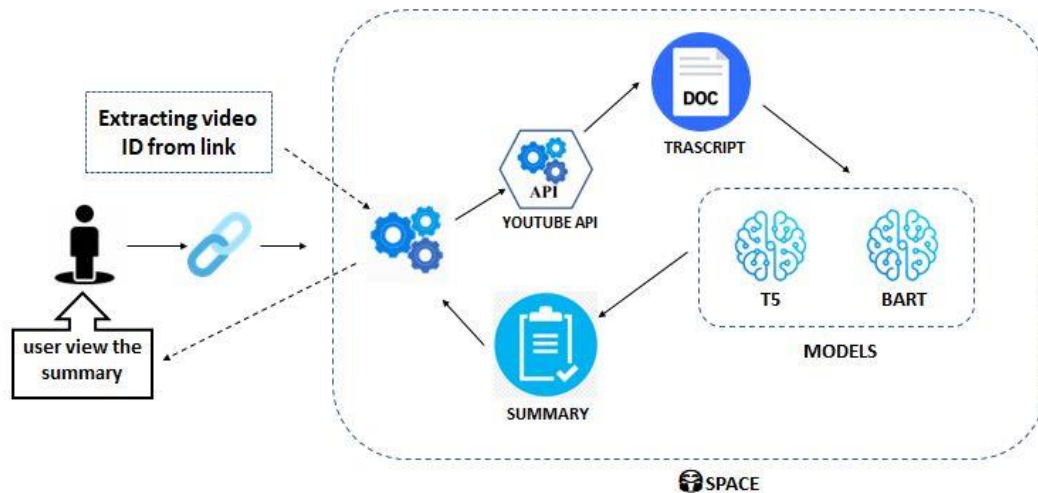 Extracting video
ID from link
DOC
TRASCRIPT
API
YOUTUBE API
T5
BART
MODELS
user view the
summary
SUMMARY
SPACE